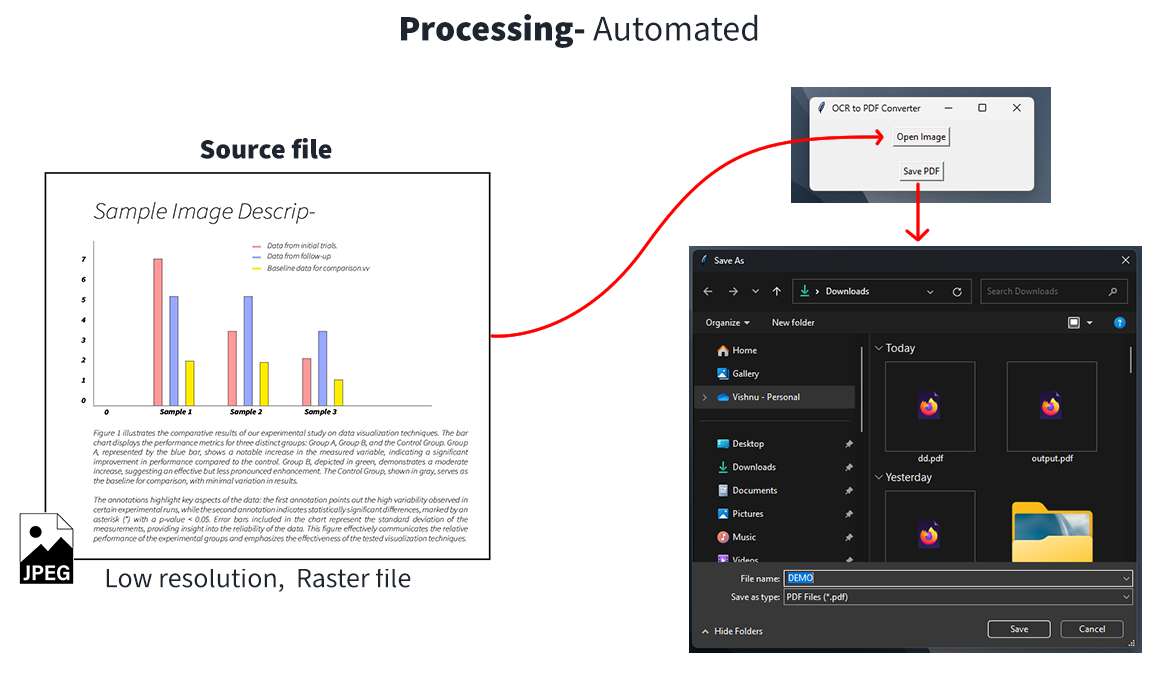 Processing- Automated
Source file
Sample Image Descrip-
Data from initial trials.
Data from follow-up
Baseline data for comparison.vv
7
6
5
4
3
2
1
0
0 Sample 1 Sample 2 Sample 3
Figure 1 illustrates the comparative results of our experimental study on data visualization techniques. The bar
chart displays the performance metrics for three distinct groups: Group A, Group B, and the Control Group. Group
A, represented by the blue bar, shows a notable increase in the measured variable, indicating a significant
improvement in performance compared to the control. Group B, depicted in green, demonstrates a moderate
increase, suggesting an effective but less pronounced enhancement. The Control Group, shown in gray, serves as
the baseline for comparison, with minimal variation in results.
The annotations highlight key aspects of the data: the first annotation points out the high variability observed in
certain experimental runs, while the second annotation indicates statistically significant differences, marked by an
asterisk (*) with a p-value < 0.05. Error bars included in the chart represent the standard deviation of the
measurements, providing insight into the reliability of the data. This figure effectively communicates the relative
performance of the experimental groups and emphasizes the effectiveness of the tested visualization techniques.
JPEG
Low resolution, Raster file
OCR to PDF Converter
Open Image
Save PDF
Save As
Downloads
Search Downloads
Organize
New folder
Home
Gallery
Vishnu - Personal
Desktop
Downloads
Documents
Pictures
Music
Videos
Today
dd.pdf
output.pdf
Yesterday
File name: DEMO
Save as type: PDF Files (*.pdf)
Hide Folders
Save
Cancel